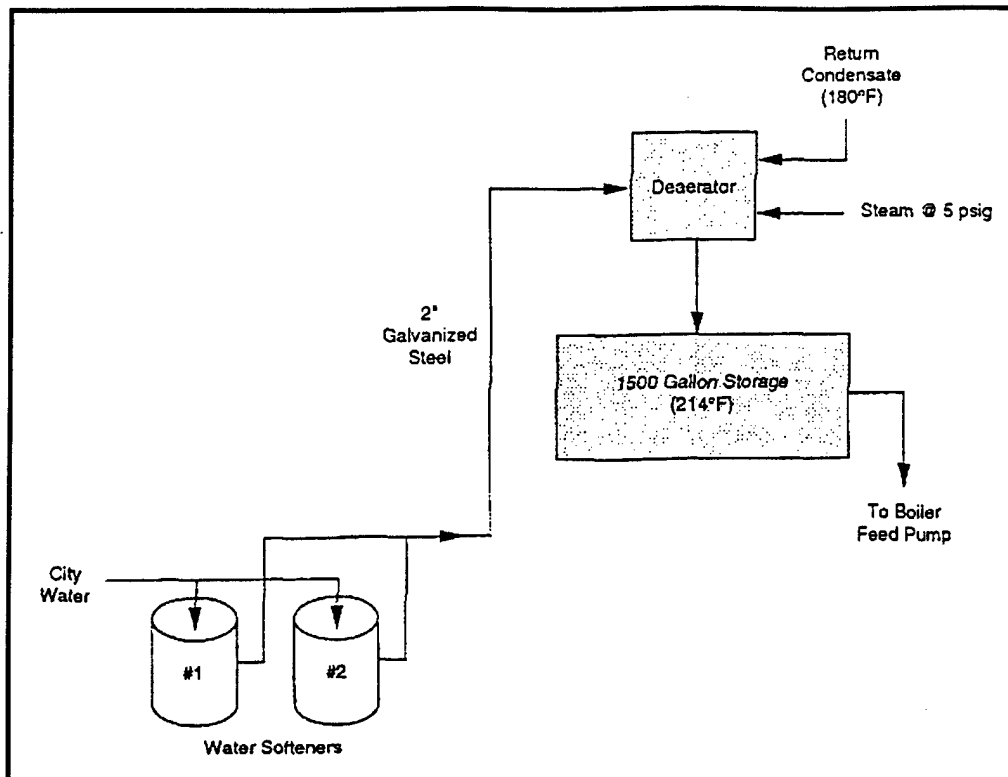 Return
Condensate
(180°F)
Deaerator
Steam @ 5 psig
2"
Galvanized
Steel
1500 Gallon Storage
(214°F)
To Boiler
Feed Pump
City
Water
#1
#2
Water Softeners